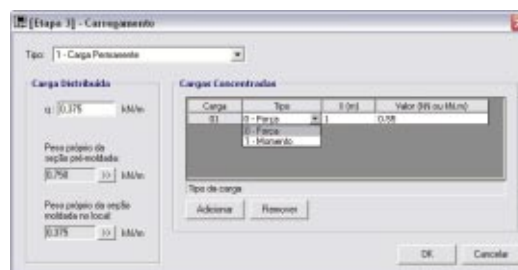 [Etapa 3] - Carregamento
Tipo: 1 - Carga Permanente
Carga Distribuída
q: 0.375 kN/m
Peso próprio da
seção pré-moldada:
0.750 >> kN/m
Peso próprio da seção
moldada no local:
0.375 >> kN/m
Cargas Concentradas
Carga Tipo X (m) Valor (kN ou kN.m)
01 0 - Força 1
0 - Força
1 - Momento
Tipo de carga
Adicionar Remover
OK Cancelar